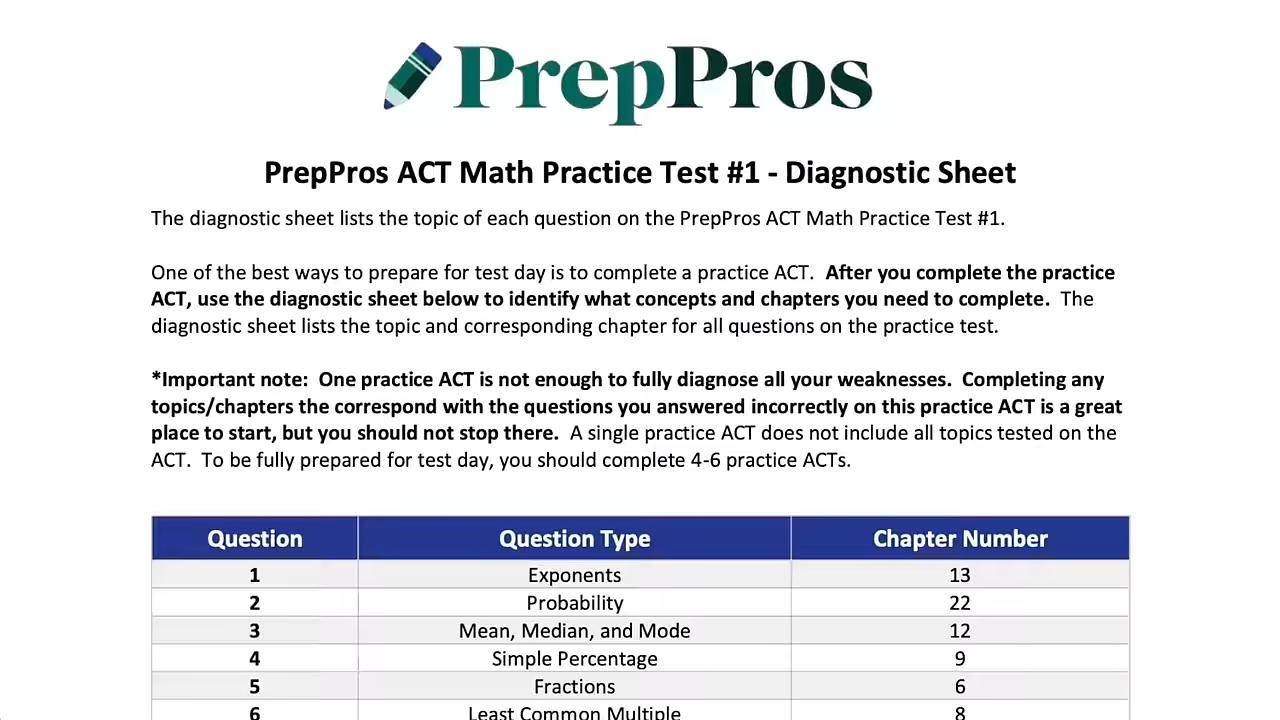 PrepPros
PrepPros ACT Math Practice Test #1 - Diagnostic Sheet
The diagnostic sheet lists the topic of each question on the PrepPros ACT Math Practice Test #1.
One of the best ways to prepare for test day is to complete a practice ACT. After you complete the practice
ACT, use the diagnostic sheet below to identify what concepts and chapters you need to complete. The
diagnostic sheet lists the topic and corresponding chapter for all questions on the practice test.
*Important note: One practice ACT is not enough to fully diagnose all your weaknesses. Completing any
topics/chapters the correspond with the questions you answered incorrectly on this practice ACT is a great
place to start, but you should not stop there. A single practice ACT does not include all topics tested on the
ACT. To be fully prepared for test day, you should complete 4-6 practice ACTs.
Question Question Type Chapter Number
1 Exponents 13
2 Probability 22
3 Mean, Median, and Mode 12
4 Simple Percentage 9
5 Fractions 6
6 Least Common Multiple 8